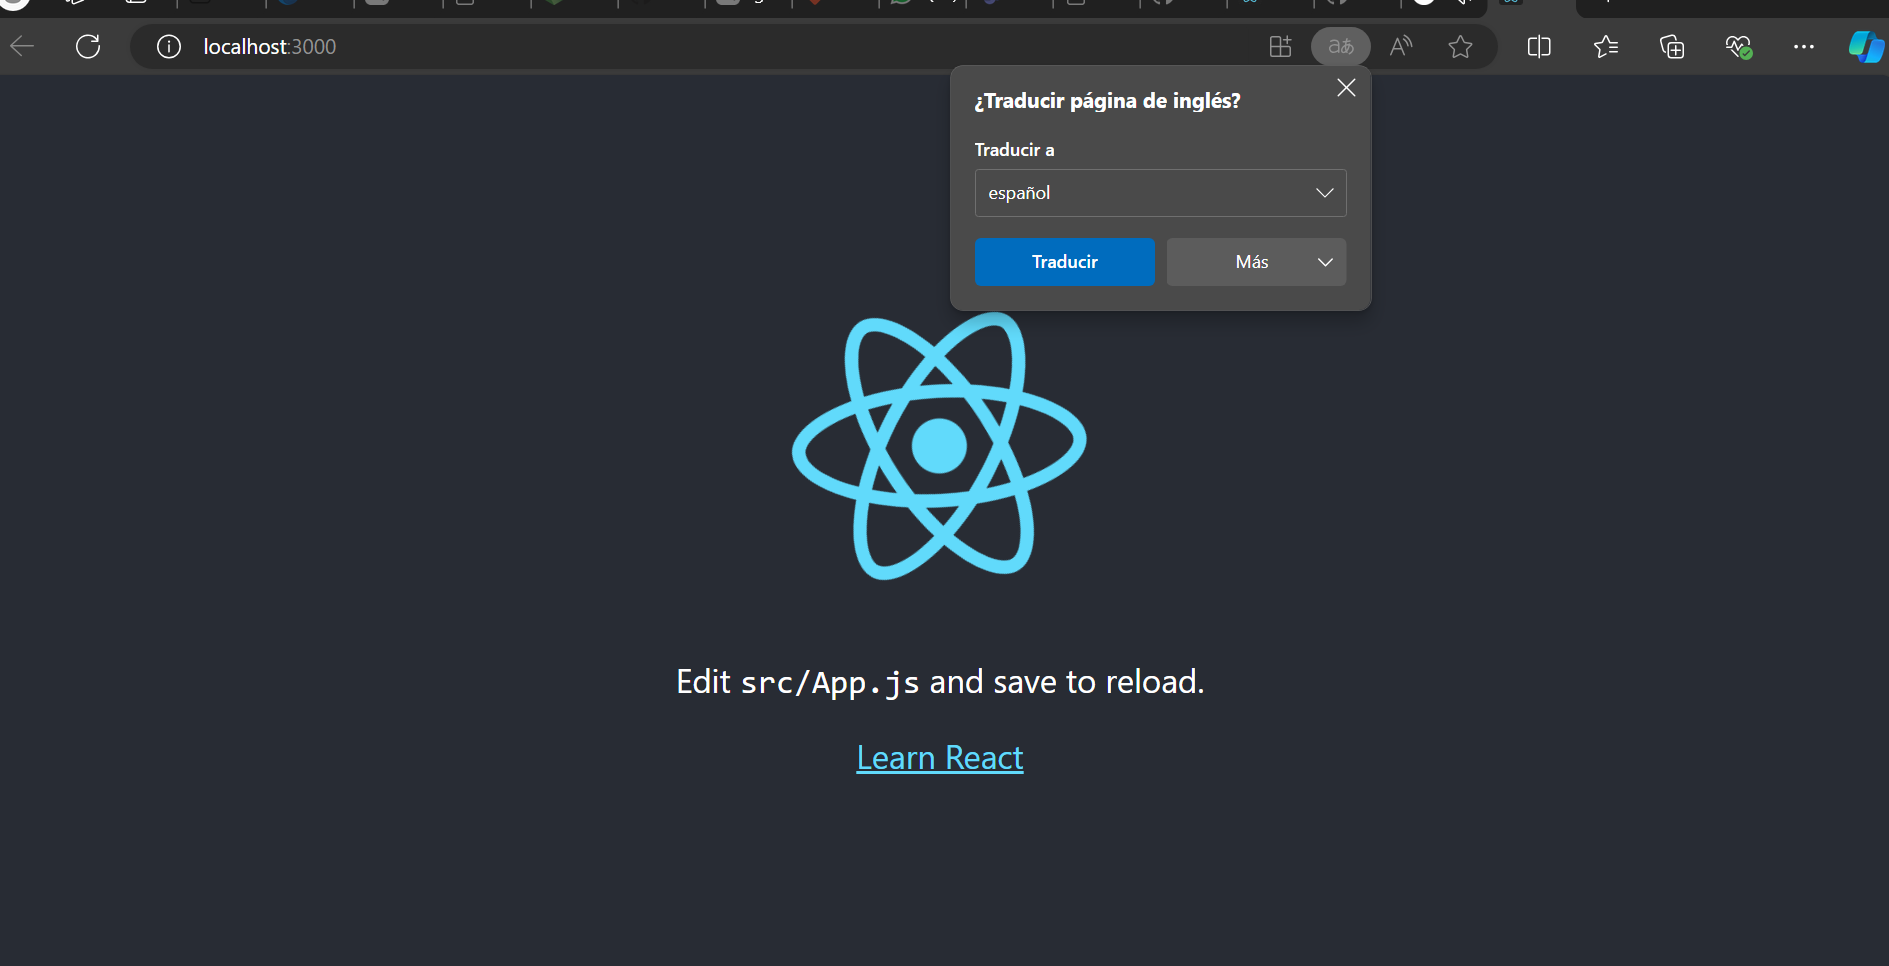 localhost:3000
¿Traducir página de inglés?
Traducir a
español
Traducir
Más
Edit src/App.js and save to reload.
Learn React